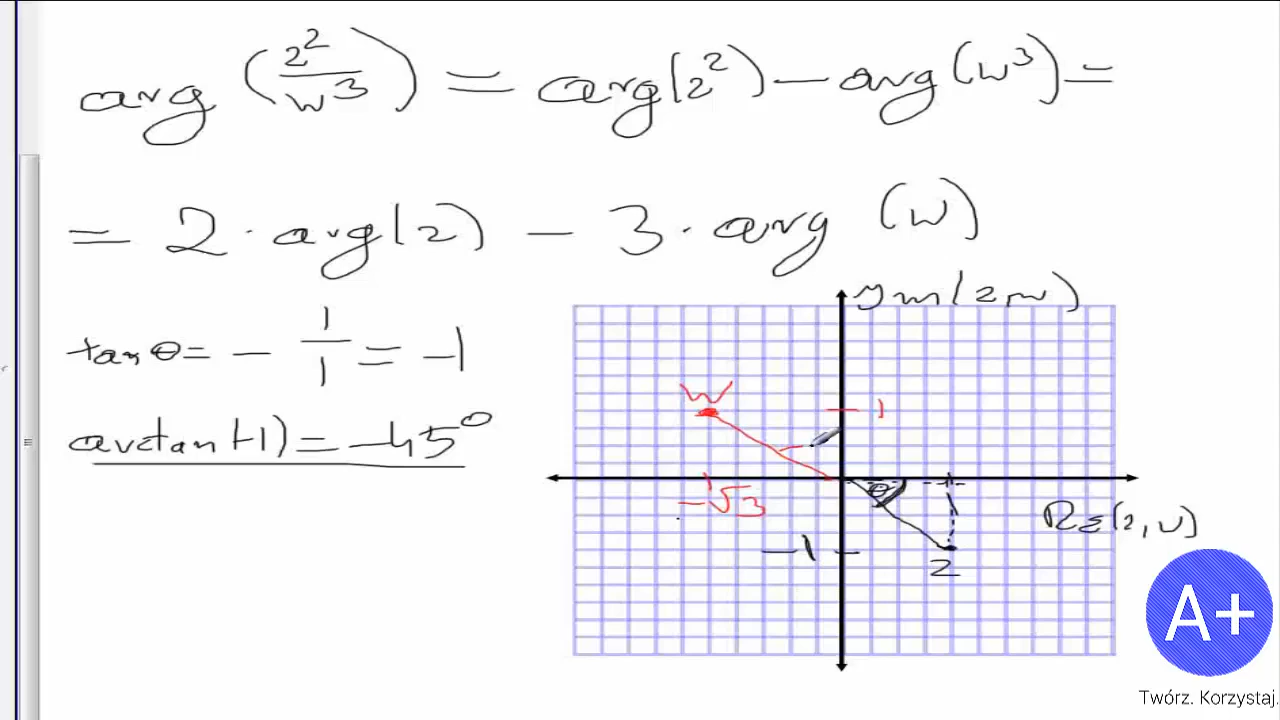 arg (z²/w³) = arg(z²) − arg(w³) =
= 2 · arg(z) − 3 · arg (w)
Im(z,w)
tanθ = − 1/1 = −1
W
1
arctan(-1) = −45°
θ
−√3
Re(z,w)
−1
z
A+
Twórz. Korzystaj.